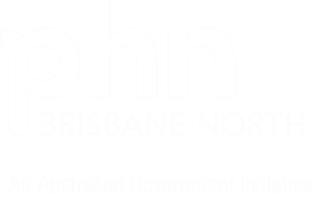 phn
BRISBANE NORTH
An Australian Government Initiative